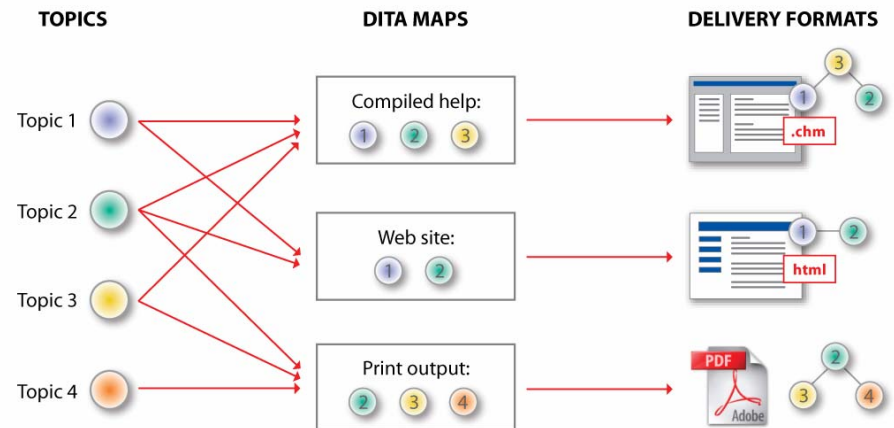 TOPICS
DITA MAPS
DELIVERY FORMATS
Topic 1
Topic 2
Topic 3
Topic 4
Compiled help:
1 2 3
Web site:
1 2
Print output:
2 3 4
3
1 2
.chm
1 2
html
PDF
Adobe
2
3 4